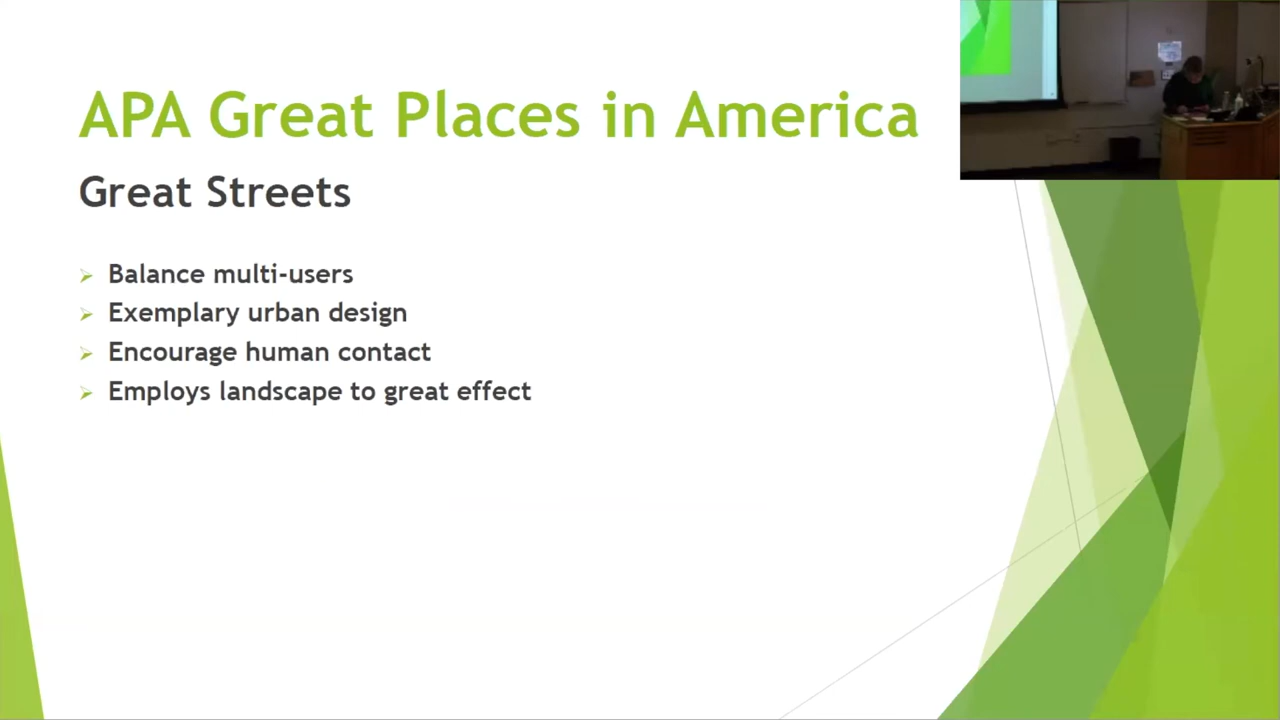 APA Great Places in America
Great Streets
Balance multi-users
Exemplary urban design
Encourage human contact
Employs landscape to great effect